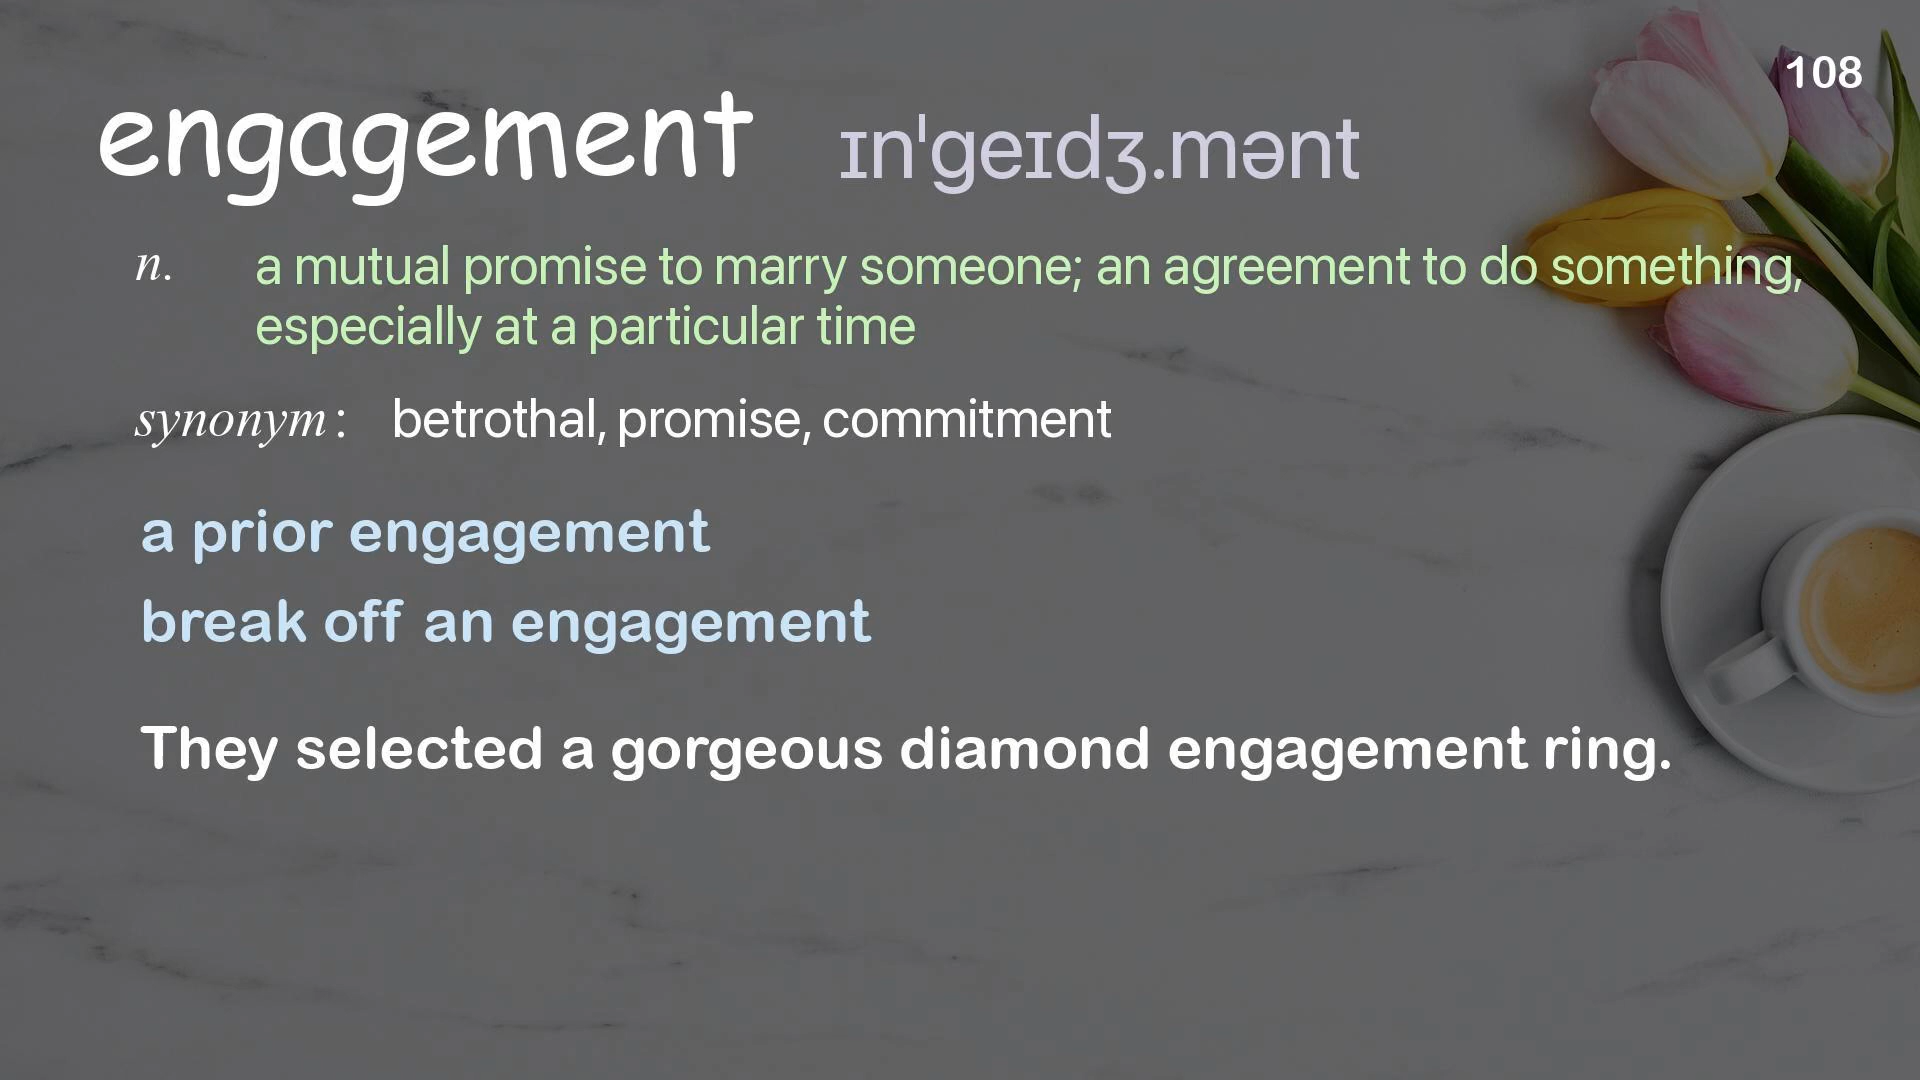 108
engagement ɪnˈɡeɪdʒ.mənt
n. a mutual promise to marry someone; an agreement to do something,
especially at a particular time
synonym : betrothal, promise, commitment
a prior engagement
break off an engagement
They selected a gorgeous diamond engagement ring.